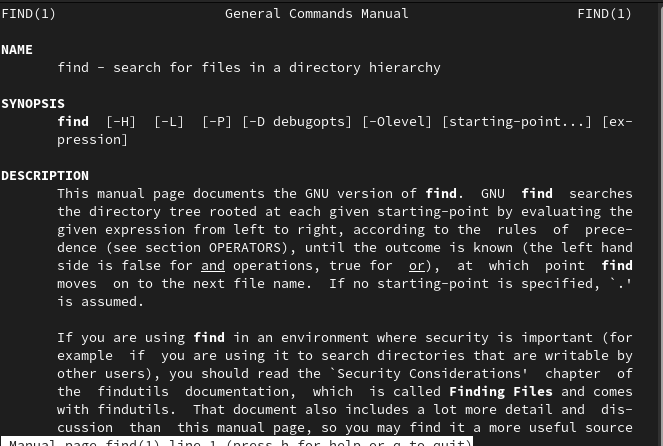 FIND(1) General Commands Manual FIND(1)
NAME
find - search for files in a directory hierarchy
SYNOPSIS
find [-H] [-L] [-P] [-D debugopts] [-Olevel] [starting-point...] [ex-
pression]
DESCRIPTION
This manual page documents the GNU version of find. GNU find searches
the directory tree rooted at each given starting-point by evaluating the
given expression from left to right, according to the rules of prece-
dence (see section OPERATORS), until the outcome is known (the left hand
side is false for and operations, true for or), at which point find
moves on to the next file name. If no starting-point is specified, `.'
is assumed.
If you are using find in an environment where security is important (for
example if you are using it to search directories that are writable by
other users), you should read the `Security Considerations' chapter of
the findutils documentation, which is called Finding Files and comes
with findutils. That document also includes a lot more detail and dis-
cussion than this manual page, so you may find it a more useful source
Manual page find(1) line 1 (press h for help or q to quit)